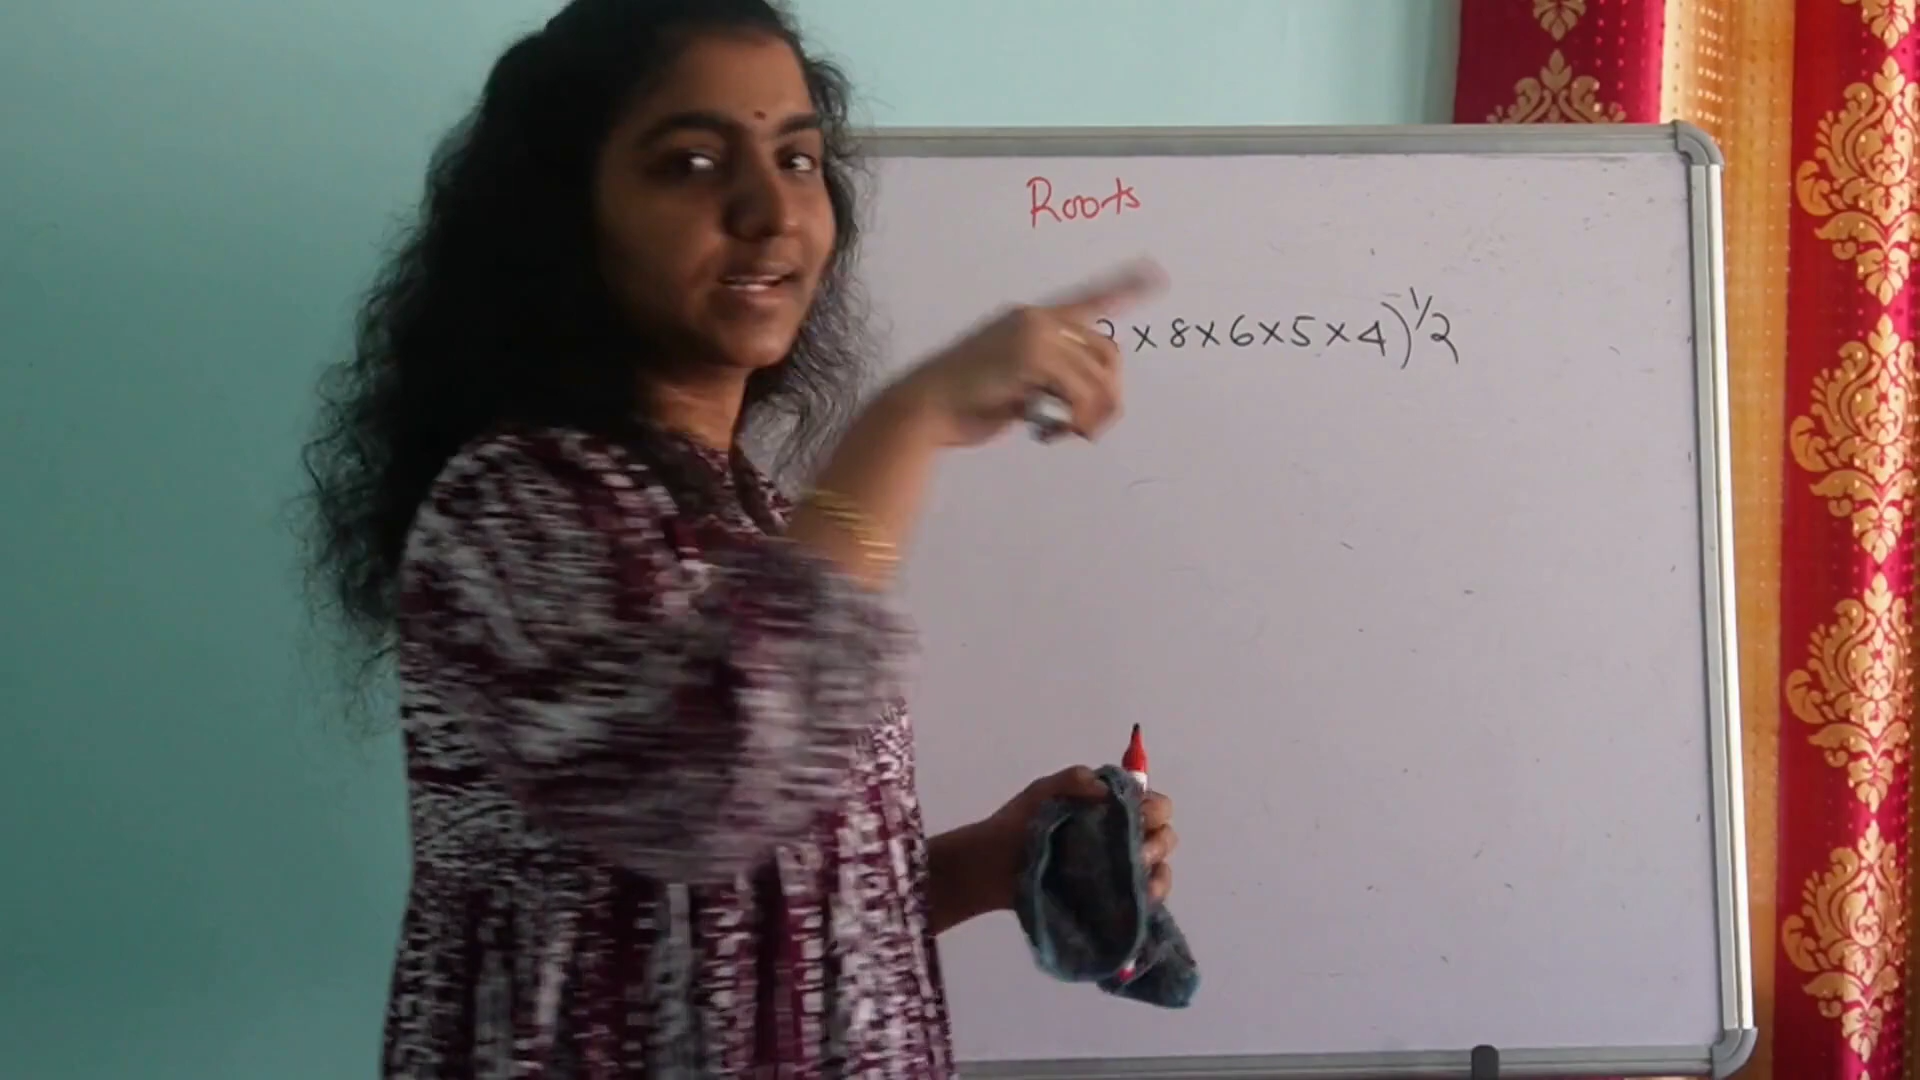 Roots
× 8 × 6 × 5 × 4)^1/2